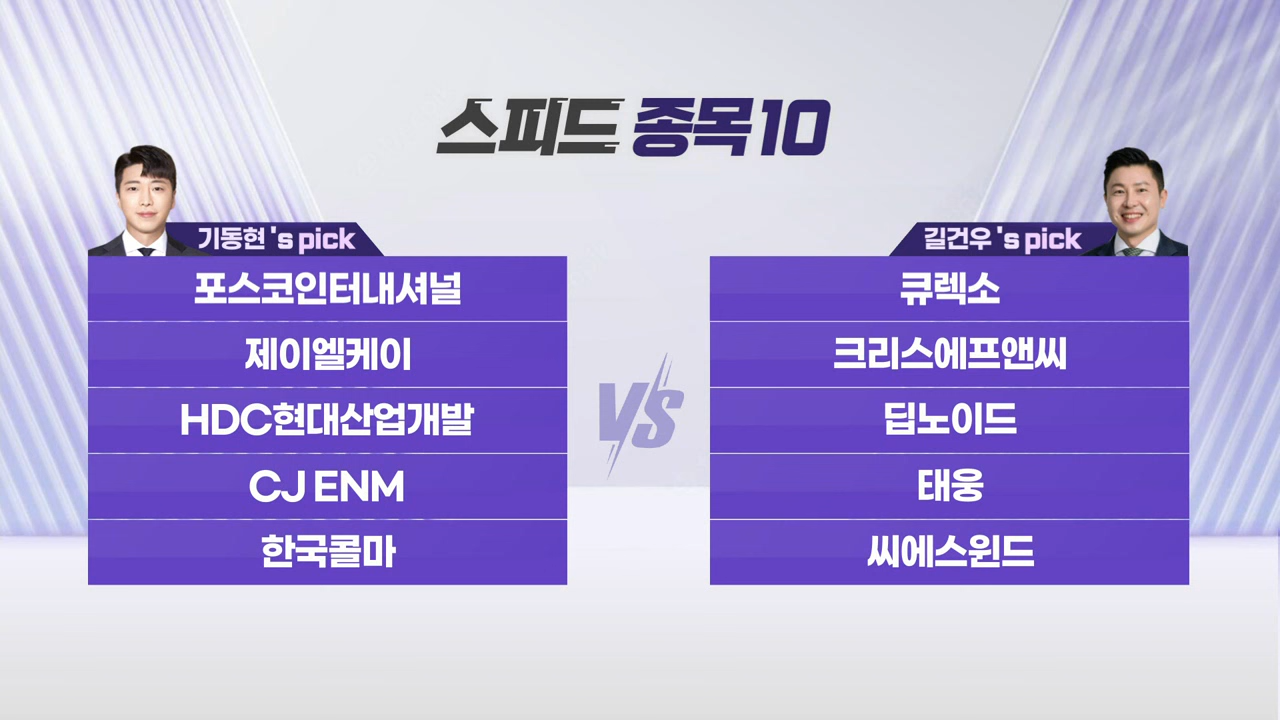 스피드 종목10
기동현 's pick
포스코인터내셔널
제이엘케이
HDC현대산업개발
CJ ENM
한국콜마
VS
길건우 's pick
큐렉소
크리스에프앤씨
딥노이드
태웅
씨에스윈드